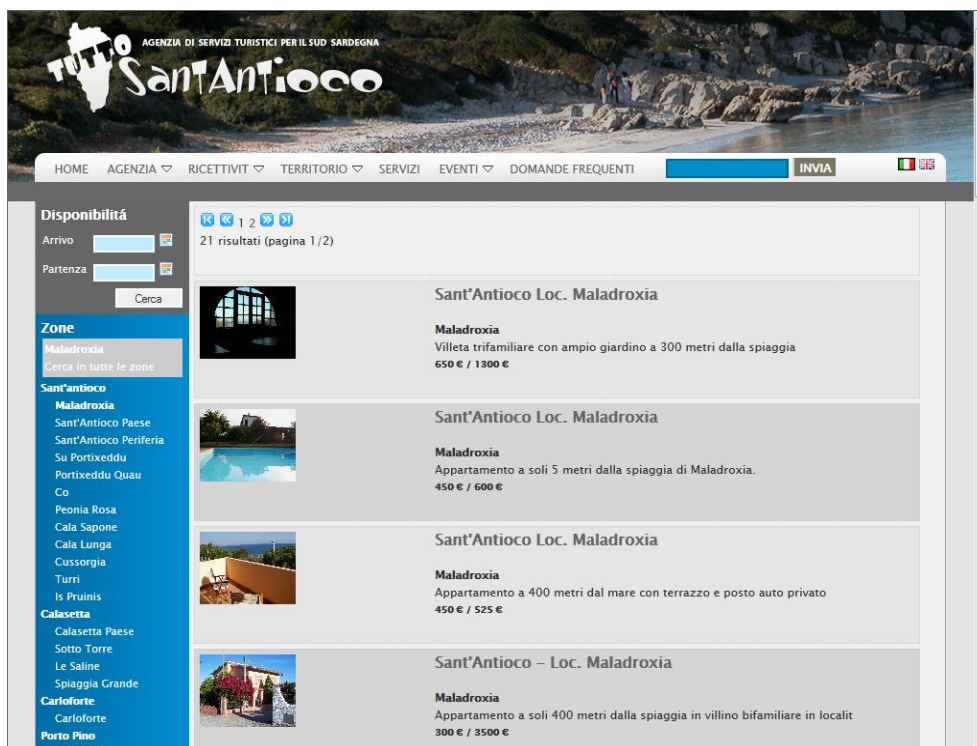 TUTTO
AGENZIA DI SERVIZI TURISTICI PER IL SUD SARDEGNA
SANTANTIOCO
HOME AGENZIA RICETTIVIT TERRITORIO SERVIZI EVENTI DOMANDE FREQUENTI INVIA
Disponibilitá
Arrivo
Partenza
Cerca
Zone
Maladroxia
Cerca in tutte le zone
Sant'antioco
Maladroxia
Sant'Antioco Paese
Sant'Antioco Periferia
Su Portixeddu
Portixeddu Quau
Co
Peonia Rosa
Cala Sapone
Cala Lunga
Cussorgia
Turri
Is Pruinis
Calasetta
Calasetta Paese
Sotto Torre
Le Saline
Spiaggia Grande
Carloforte
Carloforte
Porto Pino
1 2
21 risultati (pagina 1/2)
Sant'Antioco Loc. Maladroxia
Maladroxia
Villeta trifamiliare con ampio giardino a 300 metri dalla spiaggia
650 € / 1300 €
Sant'Antioco Loc. Maladroxia
Maladroxia
Appartamento a soli 5 metri dalla spiaggia di Maladroxia.
450 € / 600 €
Sant'Antioco Loc. Maladroxia
Maladroxia
Appartamento a 400 metri dal mare con terrazzo e posto auto privato
450 € / 525 €
Sant'Antioco - Loc. Maladroxia
Maladroxia
Appartamento a soli 400 metri dalla spiaggia in villino bifamiliare in localit
300 € / 3500 €